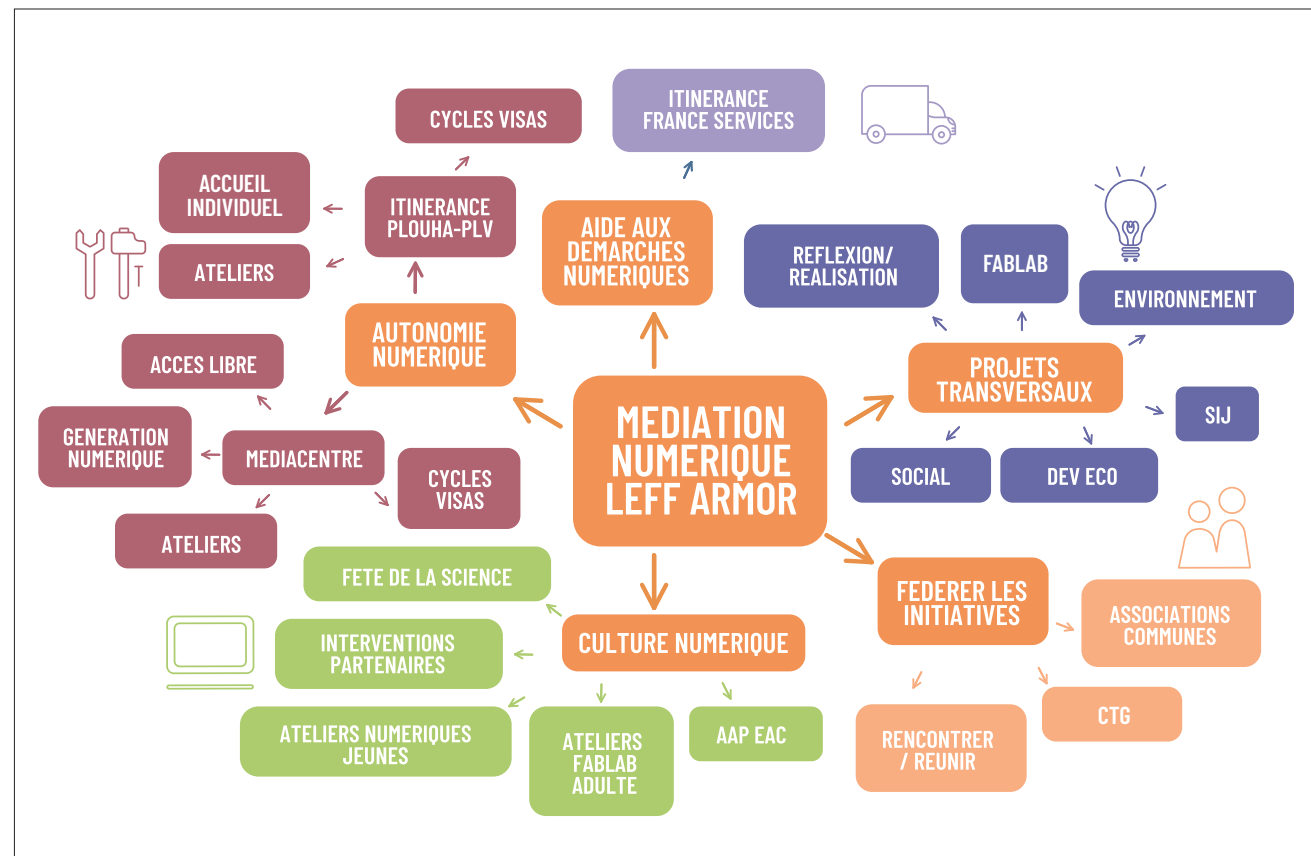 CYCLES VISAS
ITINERANCE
FRANCE SERVICES
ACCUEIL
INDIVIDUEL
ITINERANCE
PLOUHA-PLV
ATELIERS
AIDE AUX
DEMARCHES
NUMERIQUES
REFLEXION/
REALISATION
FABLAB
ENVIRONNEMENT
AUTONOMIE
NUMERIQUE
ACCES LIBRE
PROJETS
TRANSVERSAUX
GENERATION
NUMERIQUE
MEDIACENTRE
CYCLES
VISAS
ATELIERS
MEDIATION
NUMERIQUE
LEFF ARMOR
SIJ
SOCIAL
DEV ECO
FETE DE LA SCIENCE
INTERVENTIONS
PARTENAIRES
CULTURE NUMERIQUE
FEDERER LES
INITIATIVES
ASSOCIATIONS
COMMUNES
ATELIERS NUMERIQUES
JEUNES
ATELIERS
FABLAB
ADULTE
AAP EAC
RENCONTRER
/ REUNIR
CTG